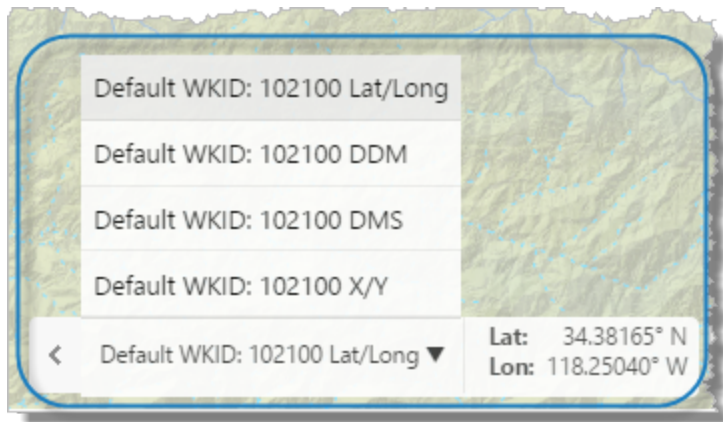 Default WKID: 102100 Lat/Long
Default WKID: 102100 DDM
Default WKID: 102100 DMS
Default WKID: 102100 X/Y
Default WKID: 102100 Lat/Long ▼
Lat: 34.38165° N
Lon: 118.25040° W